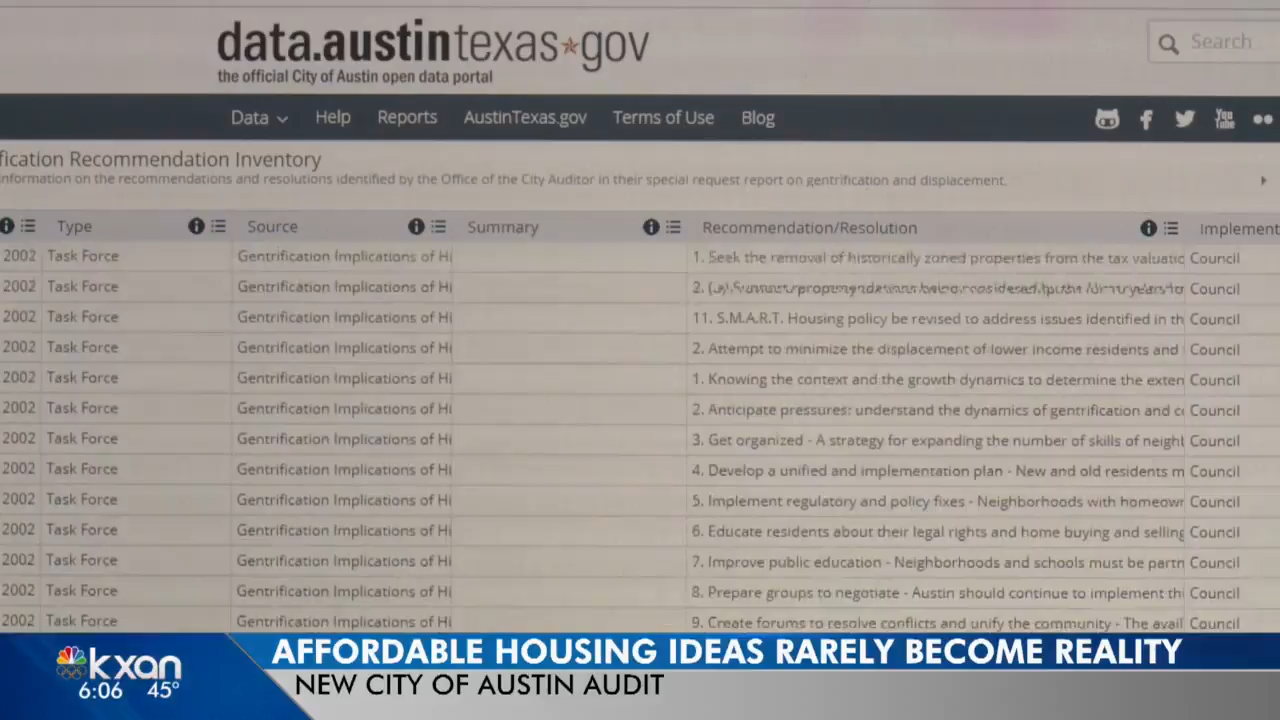 data.austintexas.gov
the official City of Austin open data portal
Search
Data Help Reports AustinTexas.gov Terms of Use Blog
fication Recommendation Inventory
nformation on the recommendations and resolutions identified by the Office of the City Auditor in their special request report on gentrification and displacement.
Type Source Summary Recommendation/Resolution Implement
2002 Task Force Gentrification Implications of Hi 1. Seek the removal of historically zoned properties from the tax valuatic Council
2002 Task Force Gentrification Implications of Hi 2. Council
2002 Task Force Gentrification Implications of Hi 11. S.M.A.R.T. Housing policy be revised to address issues identified in th Council
2002 Task Force Gentrification Implications of Hi 2. Attempt to minimize the displacement of lower income residents and Council
2002 Task Force Gentrification Implications of Hi 1. Knowing the context and the growth dynamics to determine the exten Council
2002 Task Force Gentrification Implications of Hi 2. Anticipate pressures: understand the dynamics of gentrification and c Council
2002 Task Force Gentrification Implications of Hi 3. Get organized - A strategy for expanding the number of skills of neight Council
2002 Task Force Gentrification Implications of Hi 4. Develop a unified and implementation plan - New and old residents m Council
2002 Task Force Gentrification Implications of Hi 5. Implement regulatory and policy fixes - Neighborhoods with homeowr Council
2002 Task Force Gentrification Implications of Hi 6. Educate residents about their legal rights and home buying and selling Council
2002 Task Force Gentrification Implications of Hi 7. Improve public education - Neighborhoods and schools must be partn Council
2002 Task Force Gentrification Implications of Hi 8. Prepare groups to negotiate - Austin should continue to implement th Council
2002 Task Force Gentrification Implications of Hi 9. Create forums to resolve conflicts and unify the community - The avail Council
AFFORDABLE HOUSING IDEAS RARELY BECOME REALITY
NEW CITY OF AUSTIN AUDIT
kxan
6:06 45°